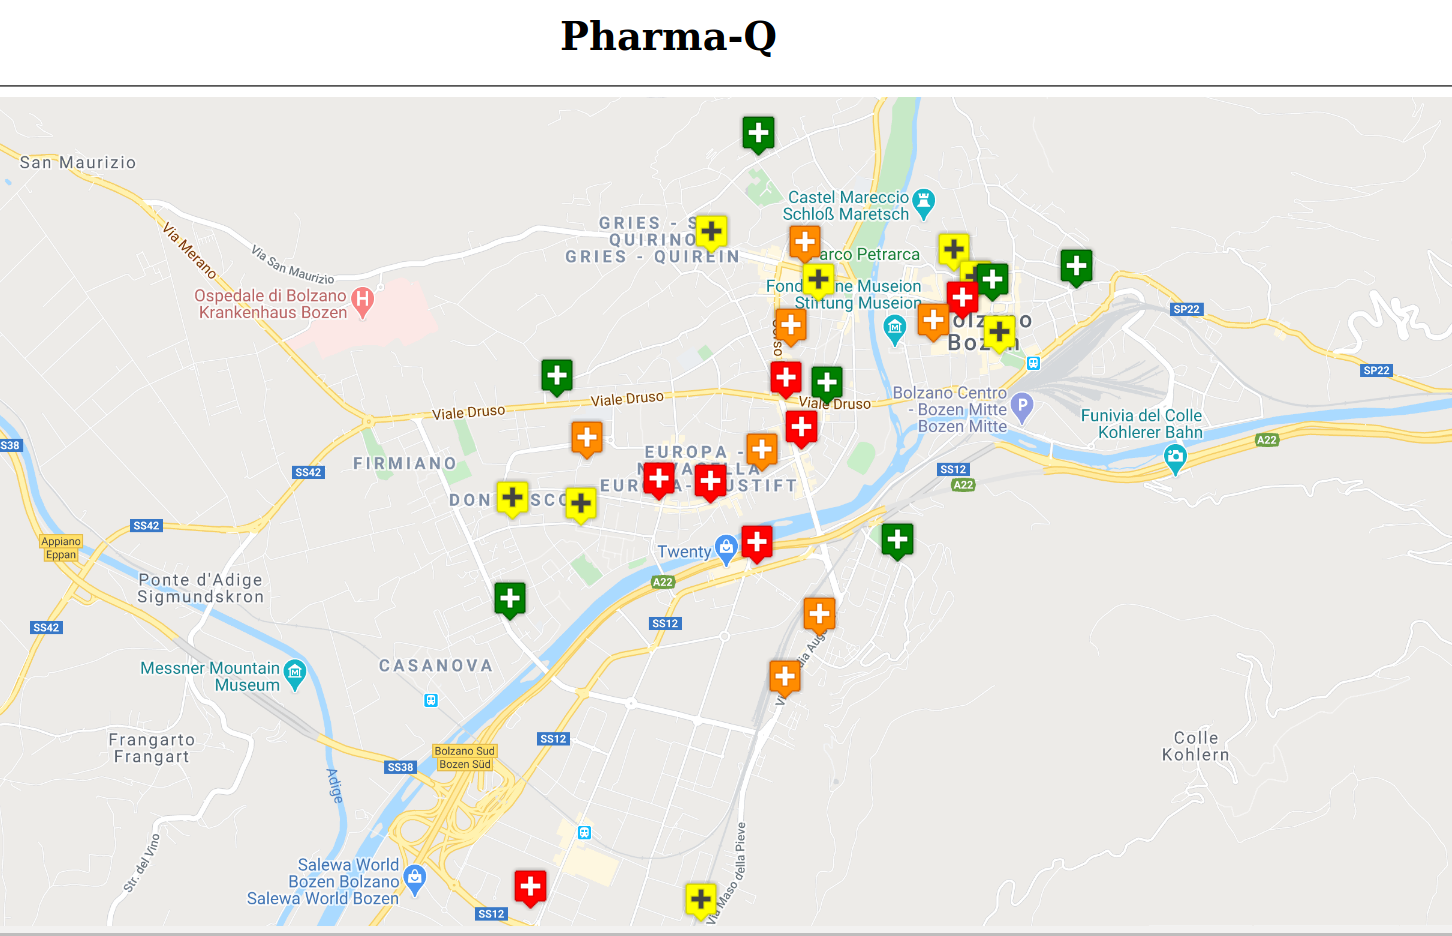 Pharma-Q
San Maurizio
Via Merano
Via San Maurizio
Ospedale di Bolzano
Krankenhaus Bozen
GRIES - S
QUIRINO
GRIES - QUIREIN
Castel Mareccio
Schloß Maretsch
arco Petrarca
Fond ne Museion
Stiftung Museion
olz no
Boz n
SP22
SP22
Viale Druso
Viale Druso
Viale Druso
Bolzano Centro
- Bozen Mitte
Bozen Mitte
Funivia del Colle
Kohlerer Bahn
A22
S38
SS42
FIRMIANO
EUROPA -
EUR A- USTIFT
DON SCO
SS12
A22
SS42
Appiano
Eppan
Twenty
A22
Ponte d'Adige
Sigmundskron
SS42
SS12
Messner Mountain
Museum
CASANOVA
Frangarto
Frangart
SS12
Bolzano Sud
Bozen Süd
SS38
Adige
Colle
Kohlern
Str. del Vino
Salewa World
Bozen Bolzano
Salewa World Bozen
SS12
Via Maso della Pieve